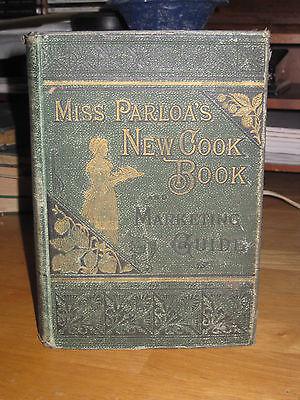 MISS PARLOA'S
NEW COOK
BOOK
AND
MARKETING
GUIDE